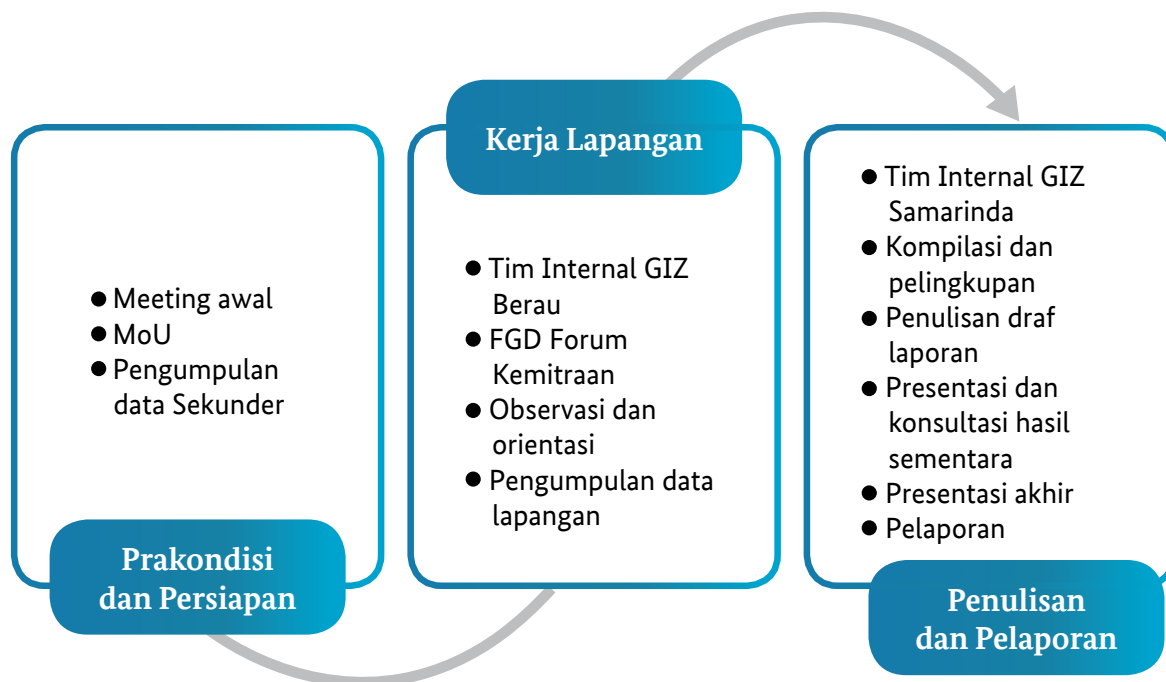 ● Meeting awal
● MoU
● Pengumpulan
data Sekunder
Prakondisi
dan Persiapan
Kerja Lapangan
● Tim Internal GIZ
Berau
● FGD Forum
Kemitraan
● Observasi dan
orientasi
● Pengumpulan data
lapangan
● Tim Internal GIZ
Samarinda
● Kompilasi dan
pelingkupan
● Penulisan draf
laporan
● Presentasi dan
konsultasi hasil
sementara
● Presentasi akhir
● Pelaporan
Penulisan
dan Pelaporan